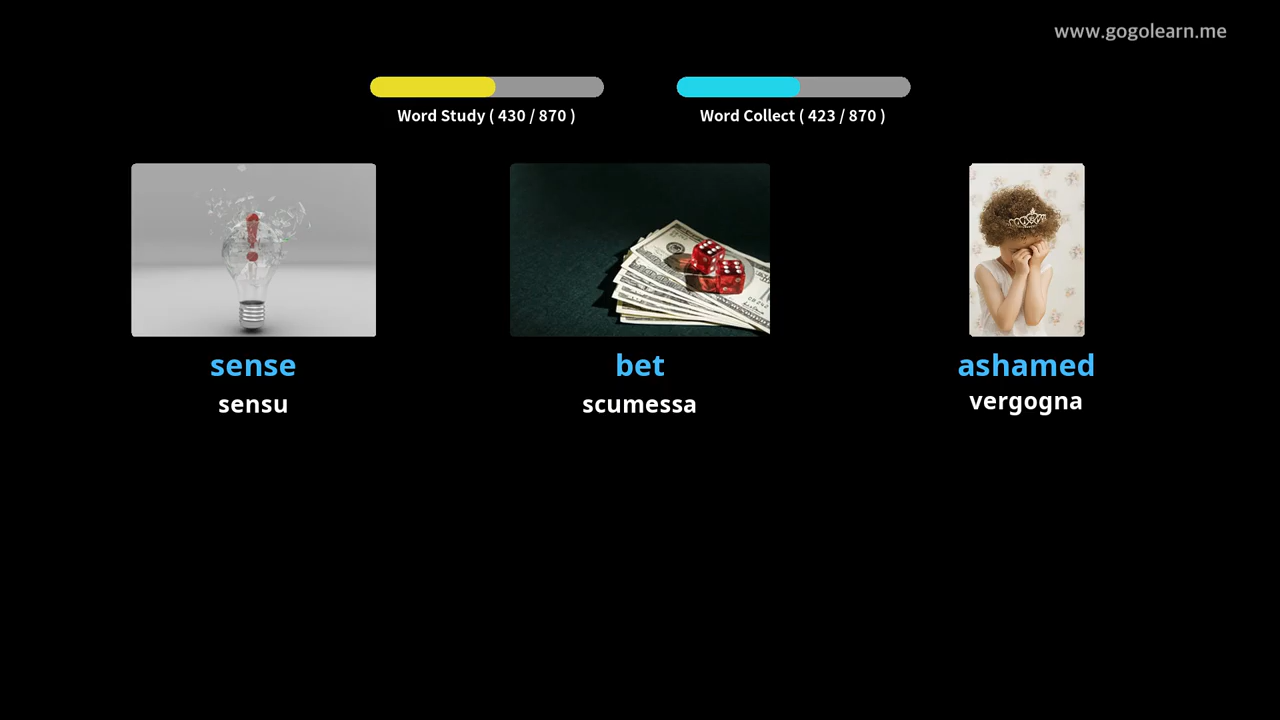 www.gogolearn.me
Word Study ( 430 / 870 )
Word Collect ( 423 / 870 )
sense
sensu
bet
scumessa
ashamed
vergogna